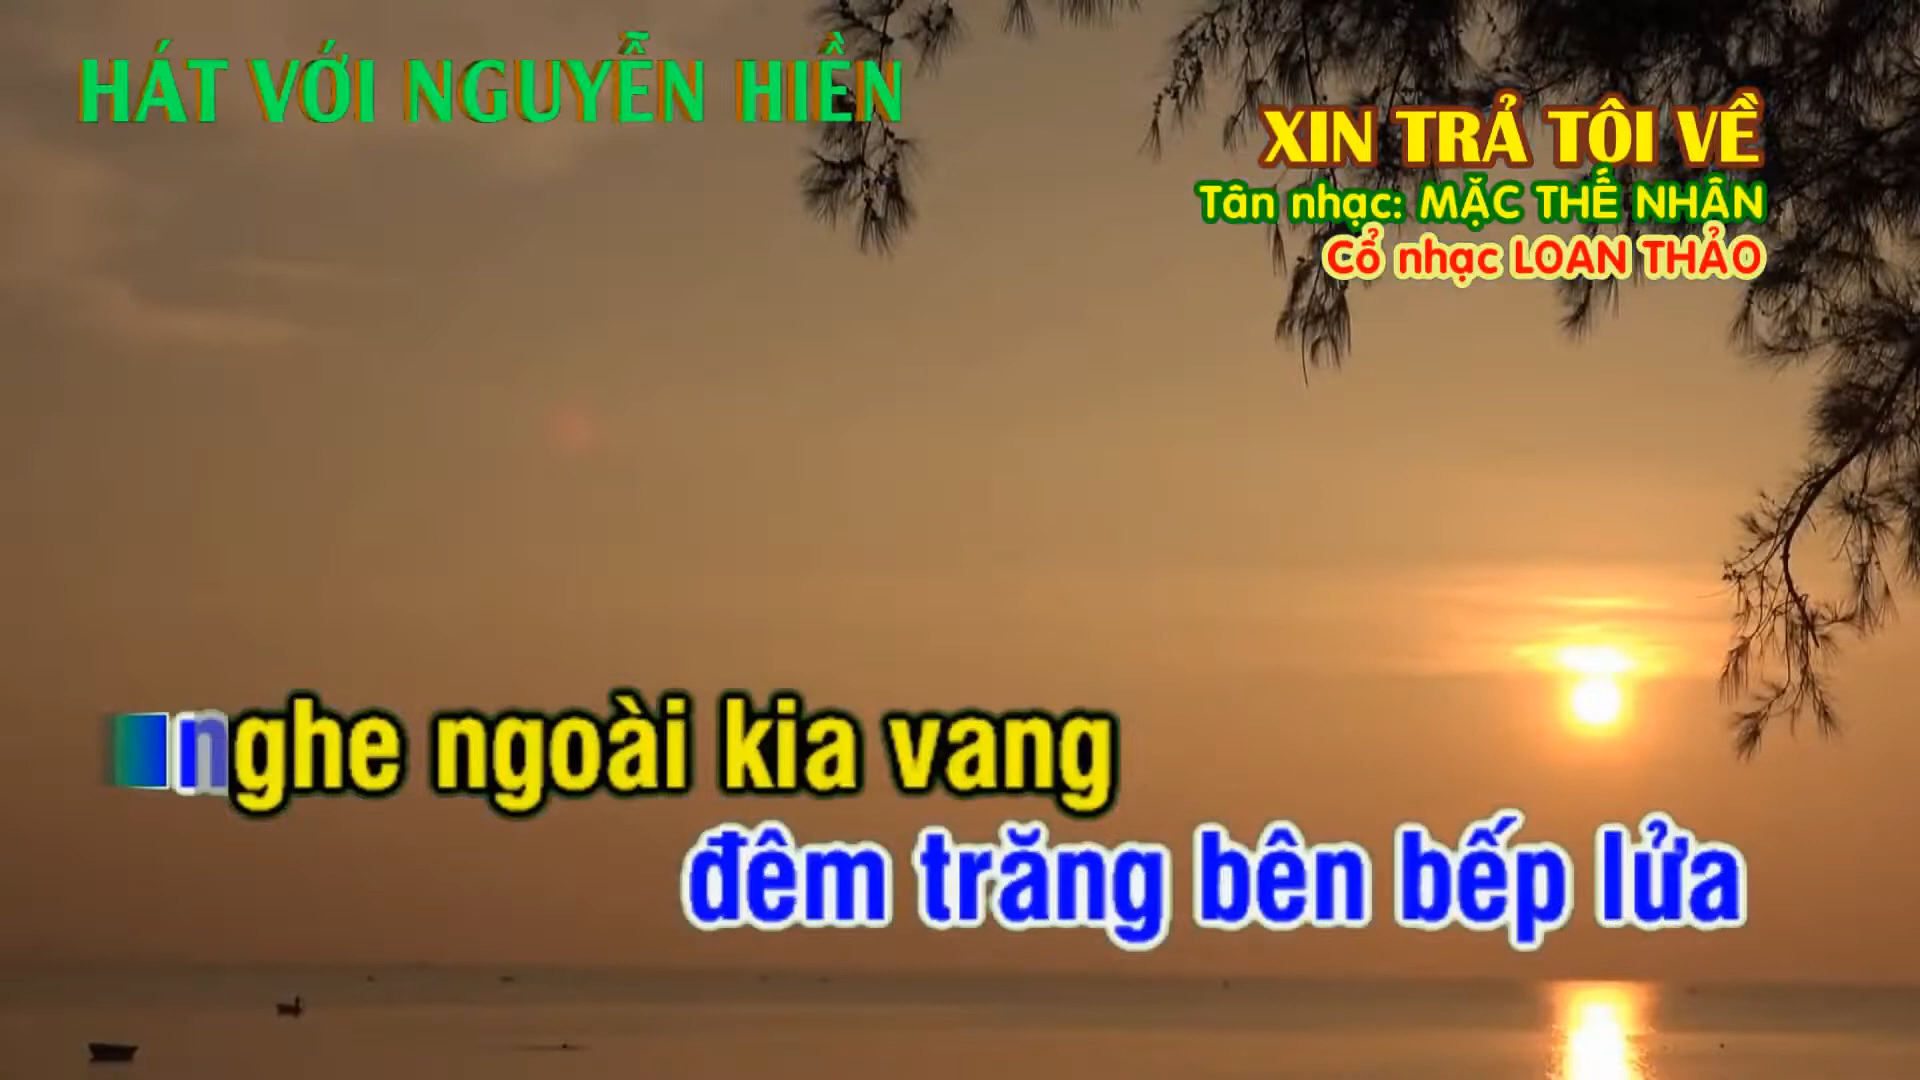 HÁT VỚI NGUYỄN HIỀN
XIN TRẢ TÔI VỀ
Tân nhạc: MẶC THẾ NHÂN
Cổ nhạc LOAN THẢO
nghe ngoài kia vang
đêm trăng bên bếp lửa